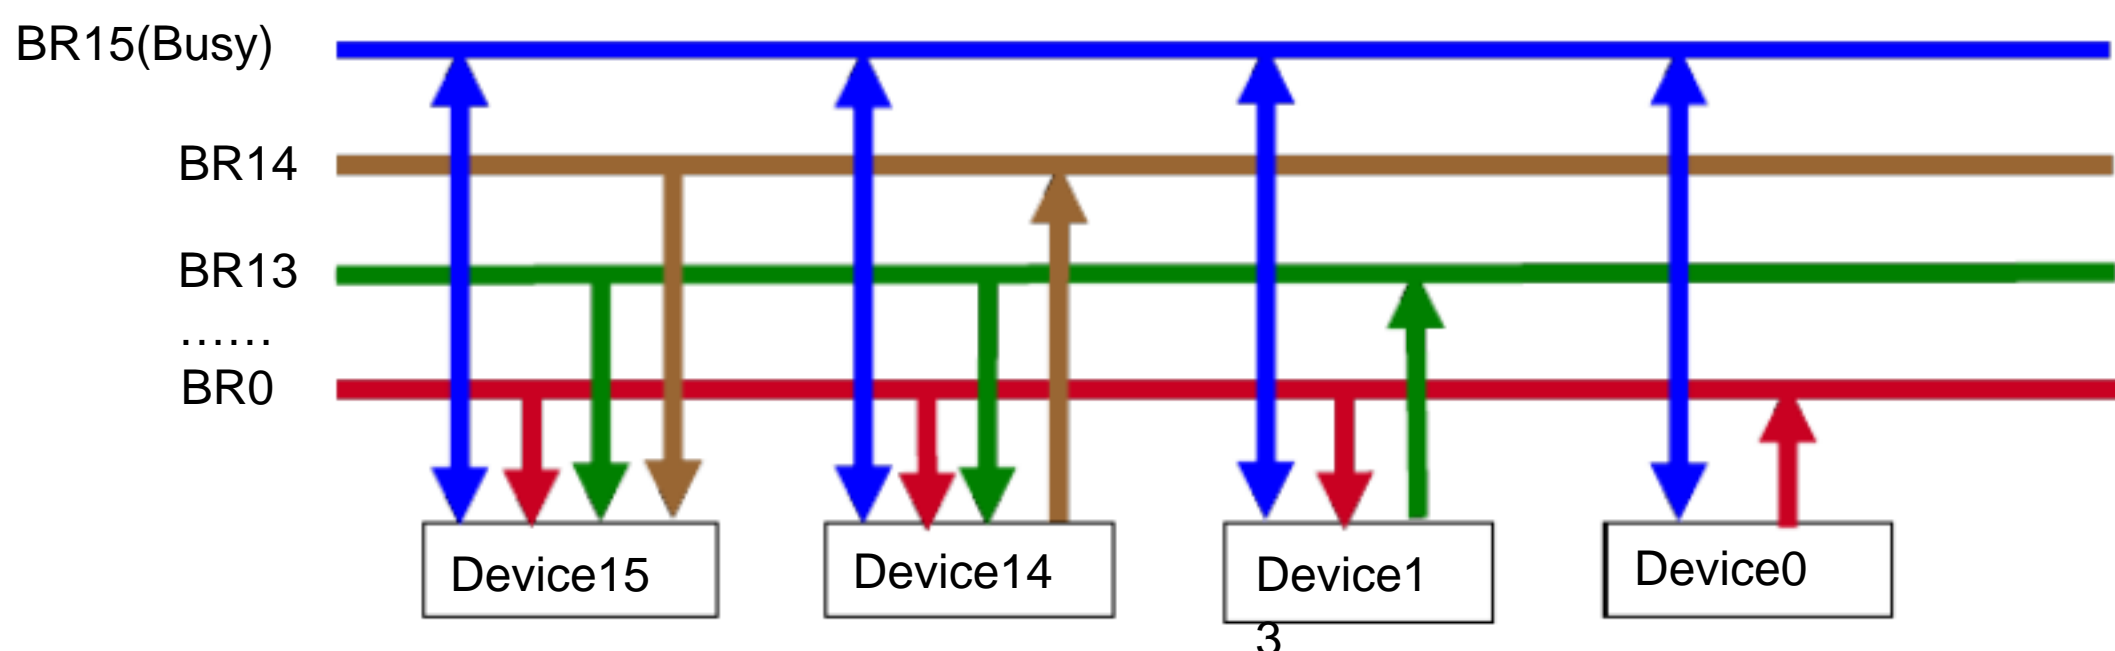 BR15(Busy)
BR14
BR13
……
BR0
Device15
Device14
Device1
3
Device0